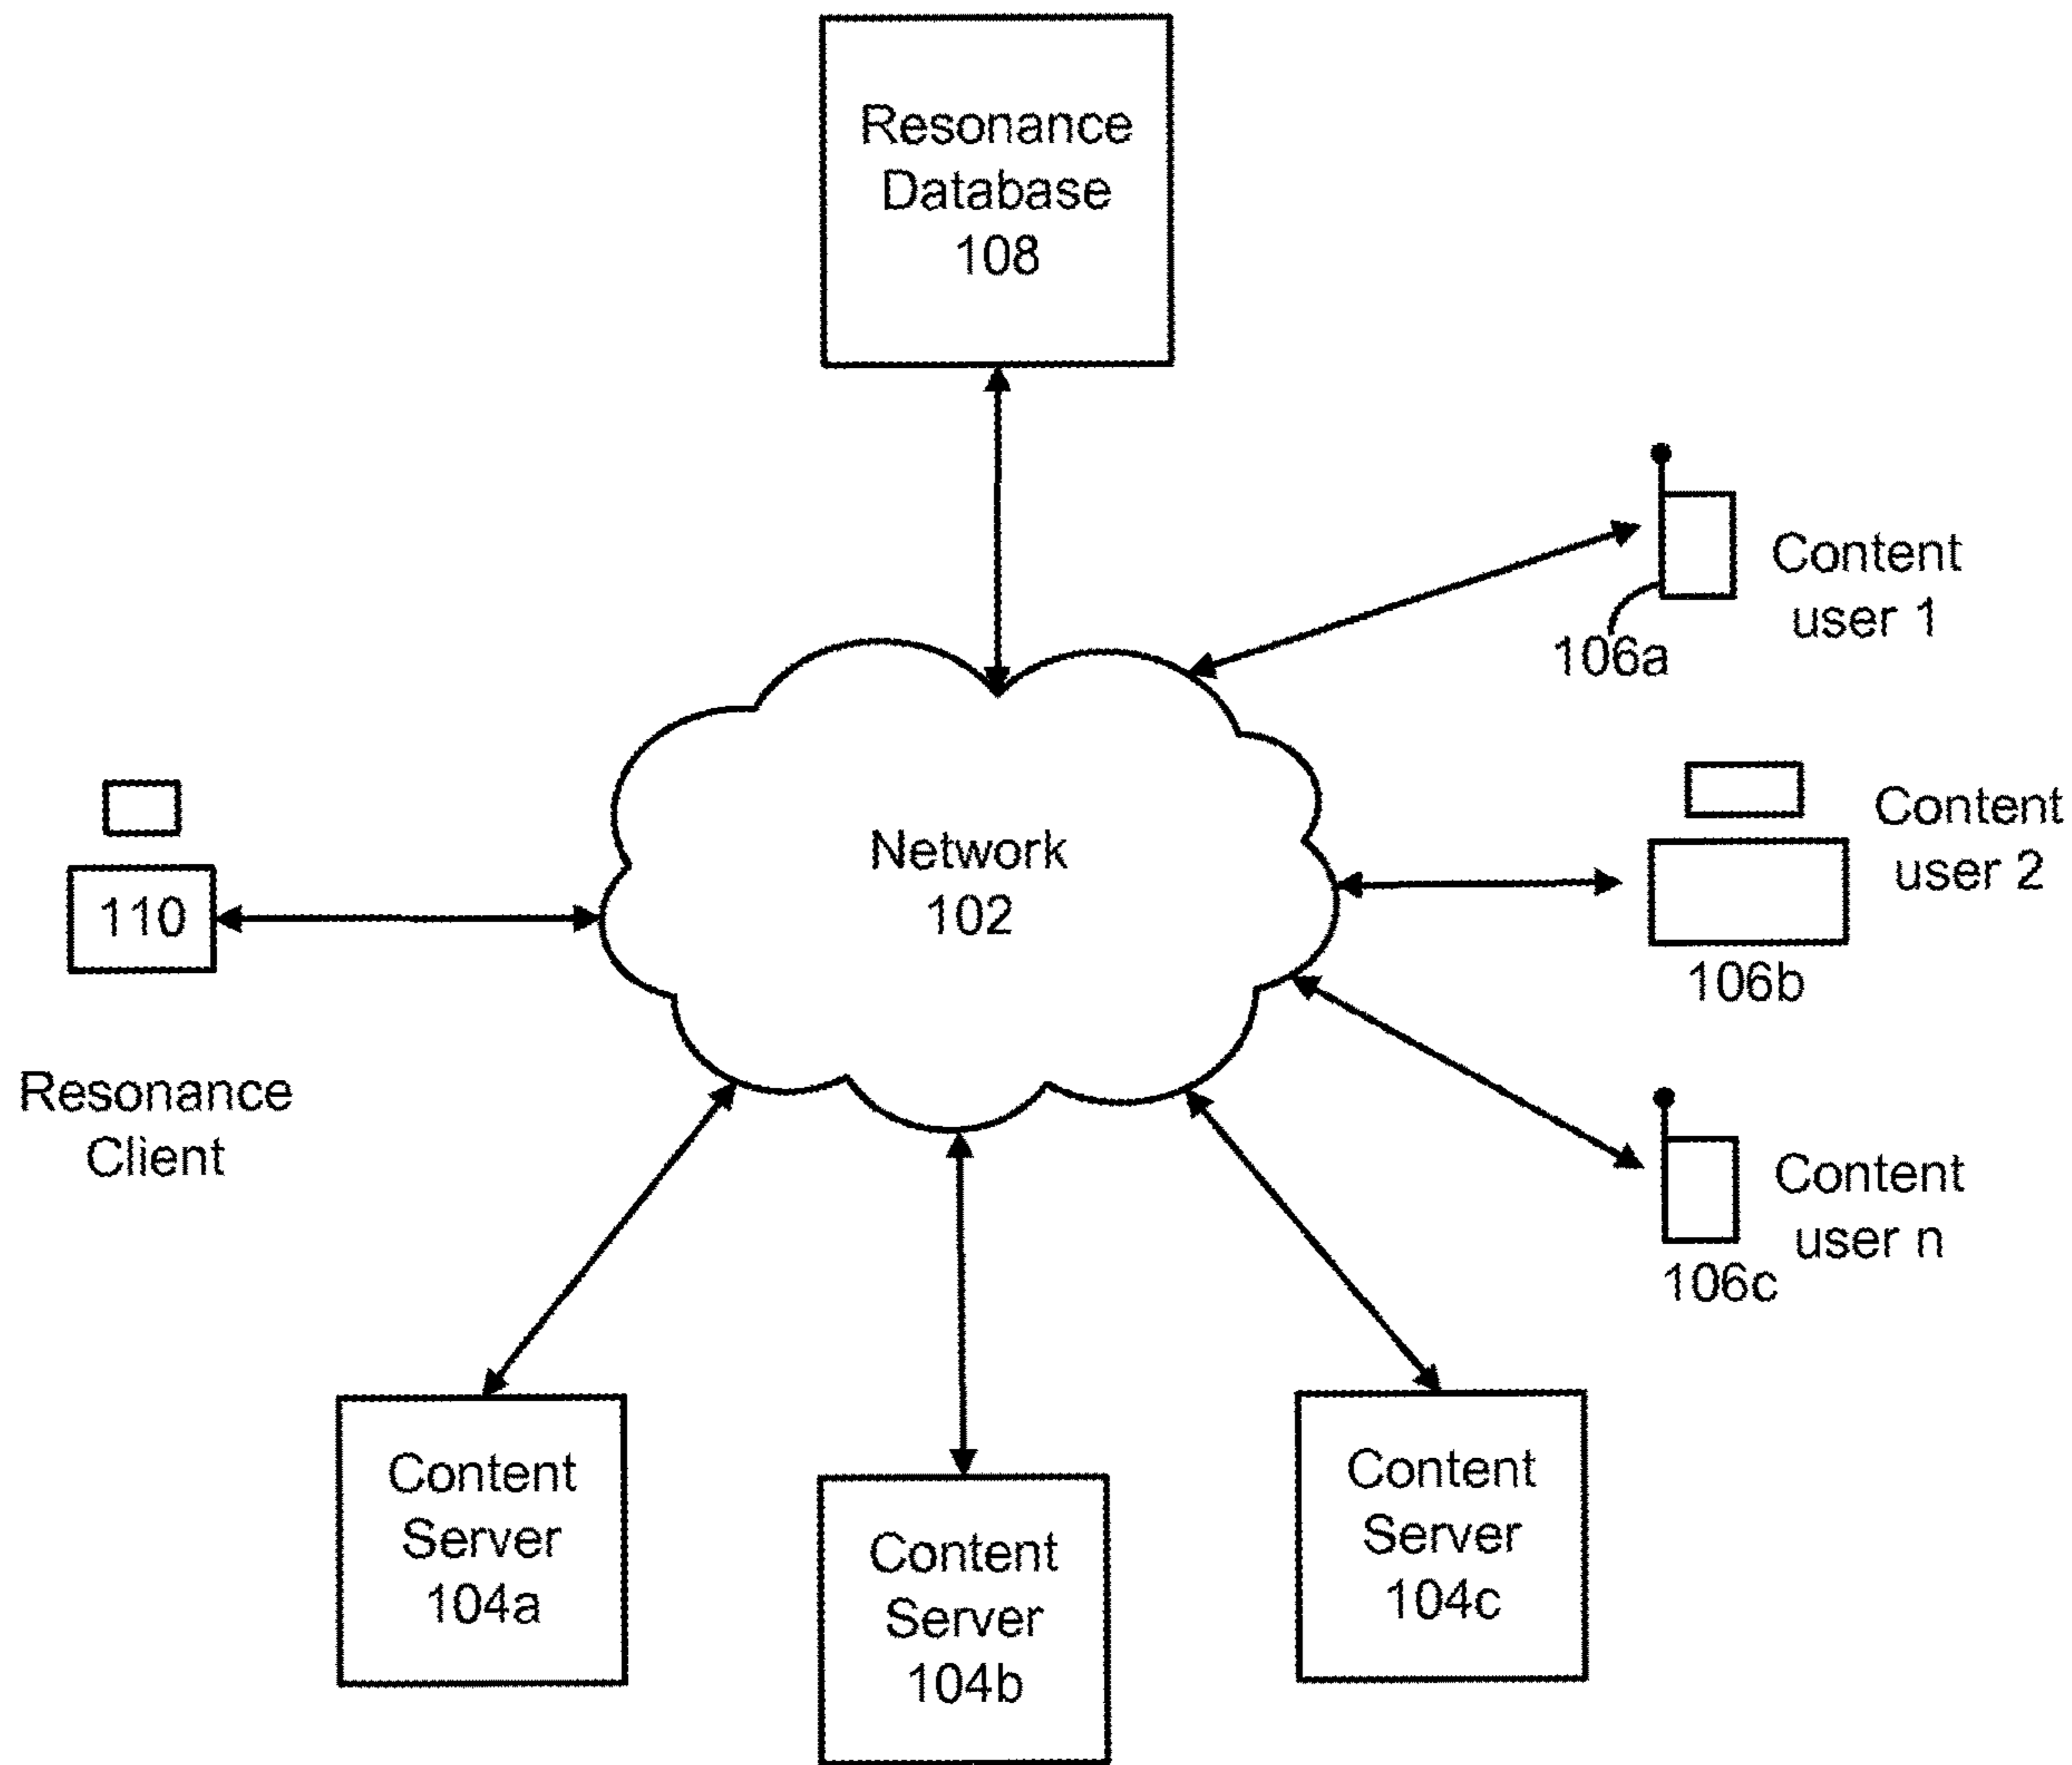 Resonance
Database
108
Content
user 1
106a
Content
user 2
106b
Network
102
110
Resonance
Client
Content
user n
106c
Content
Server
104a
Content
Server
104b
Content
Server
104c